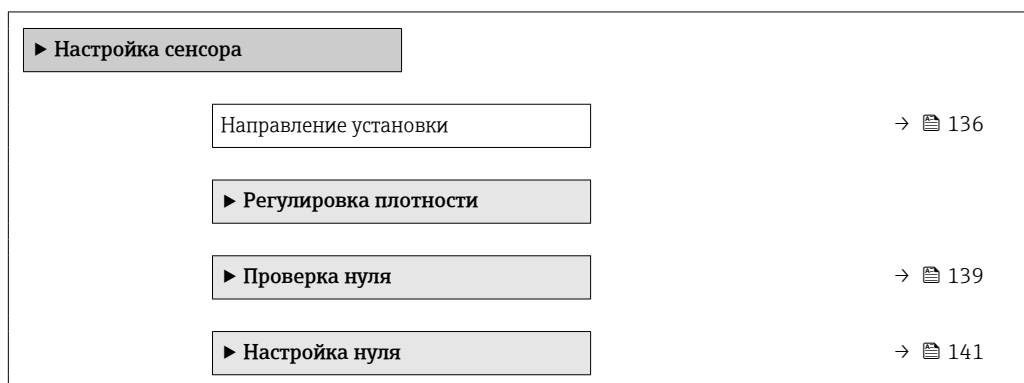 ▶ Настройка сенсора
Направление установки → 🖹 136
▶ Регулировка плотности
▶ Проверка нуля → 🖹 139
▶ Настройка нуля → 🖹 141